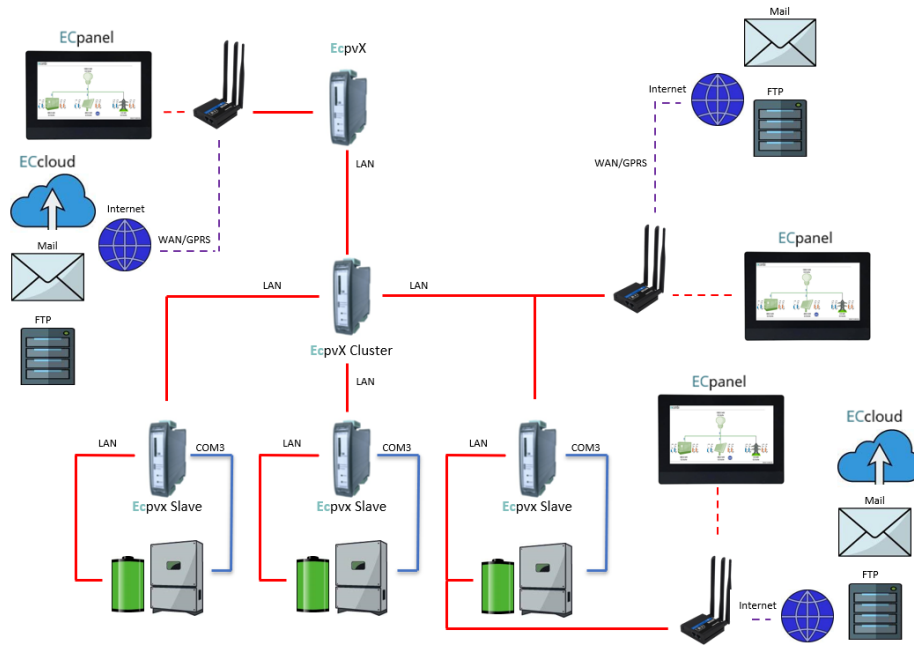 ECpanel
EcpvX
Mail
Internet
FTP
LAN
WAN/GPRS
ECcloud
Internet
WAN/GPRS
Mail
FTP
ECpanel
LAN
LAN
EcpvX Cluster
LAN
ECpanel
ECcloud
LAN
COM3
LAN
COM3
LAN
COM3
Ecpvx Slave
Ecpvx Slave
Ecpvx Slave
Mail
Internet
FTP